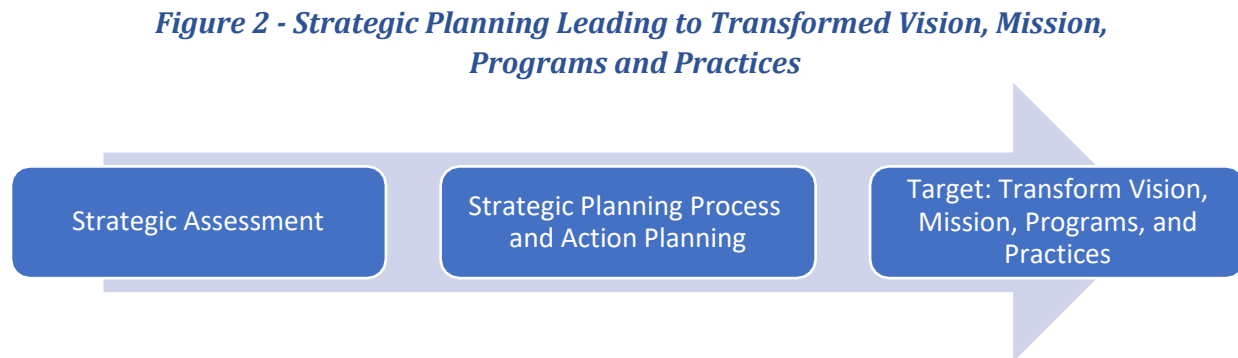 Figure 2 - Strategic Planning Leading to Transformed Vision, Mission,
Programs and Practices
Strategic Assessment
Strategic Planning Process
and Action Planning
Target: Transform Vision,
Mission, Programs, and
Practices